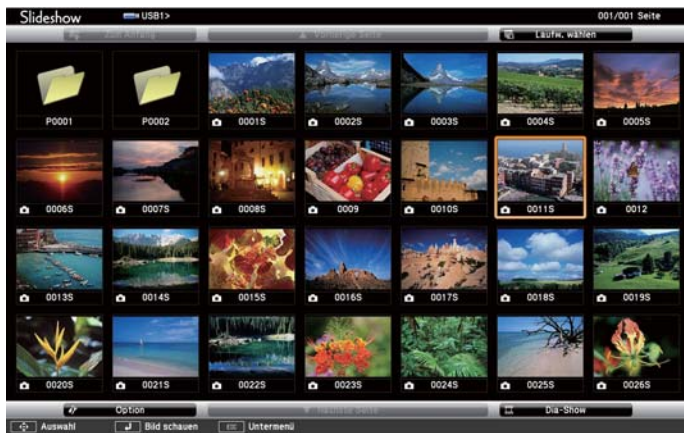 Slideshow USB1> 001/001 Seite
Zum Anfang ▲ Vorherige Seite Laufw. wählen
P0001 P0002 0001S 0002S 0003S 0004S 0005S
0006S 0007S 0008S 0009 0010S 0011S 0012
0013S 0014S 0015S 0016S 0017S 0018S 0019S
0020S 0021S 0022S 0023S 0024S 0025S 0026S
Option ▼ Nächste Seite Dia-Show
Auswahl Bild schauen ESC Untermenü